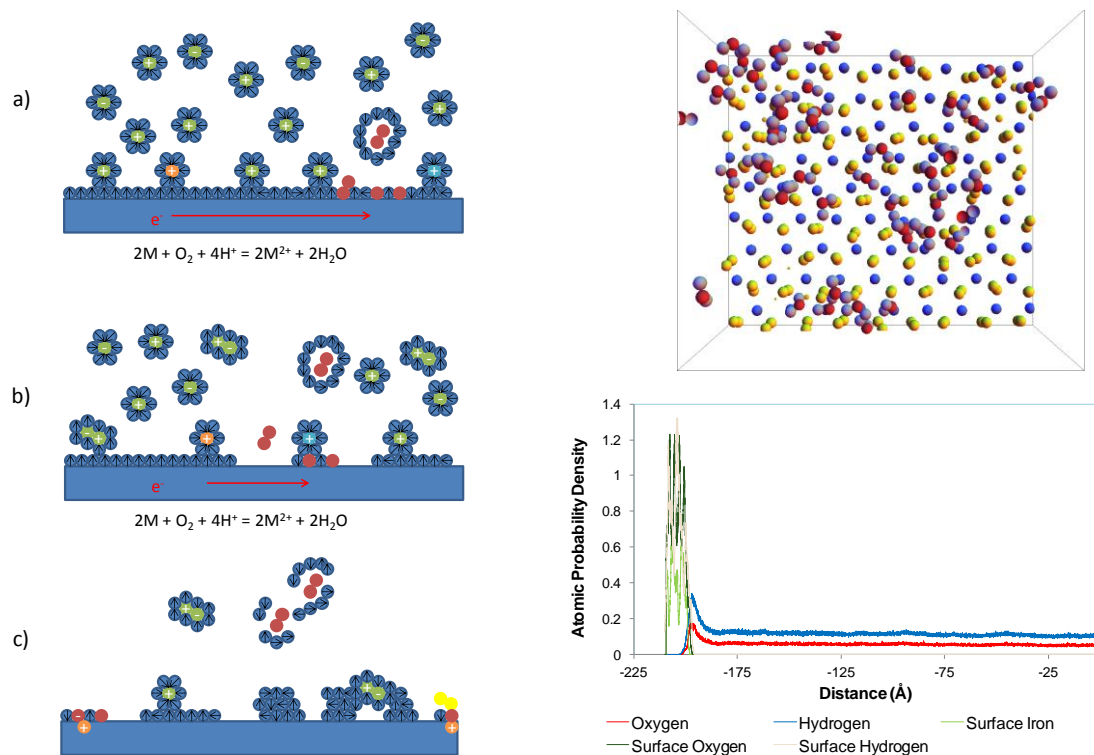 a)
e-
2M + O2 + 4H+ = 2M2+ + 2H2O
b)
e-
2M + O2 + 4H+ = 2M2+ + 2H2O
c)
1.4
1.2
1
0.8
0.6
0.4
0.2
0
Atomic Probability Density
-225 -175 -125 -75 -25
Distance (Å)
Oxygen Hydrogen Surface Iron
Surface Oxygen Surface Hydrogen